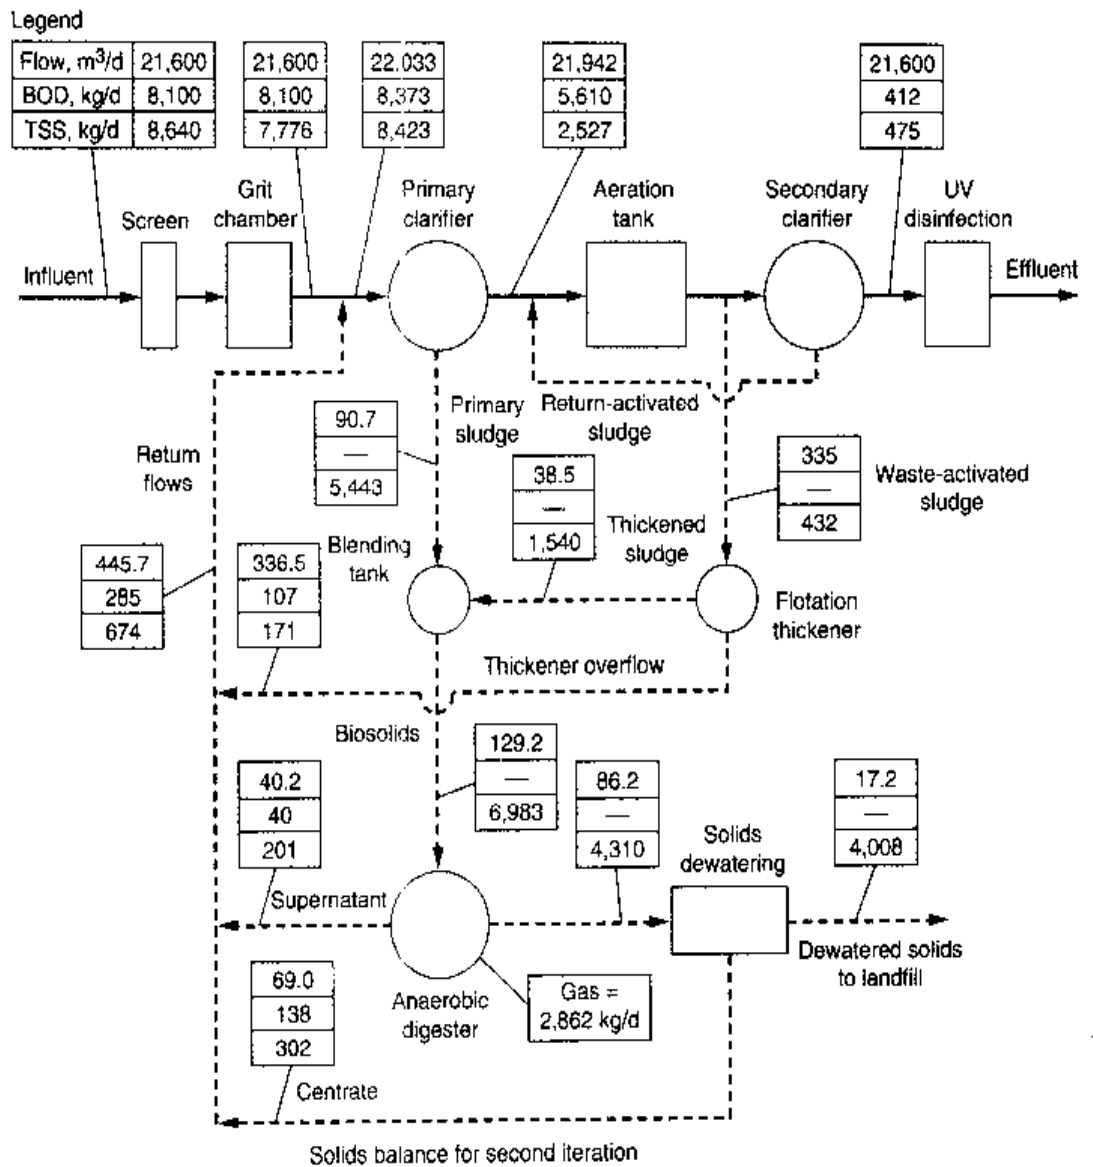 Legend
Flow, m³/d 21,600
BOD, kg/d 8,100
TSS, kg/d 8,640
21,600
8,100
7,776
22.033
8,373
8,423
21,942
5,610
2,527
21,600
412
475
Influent
Screen
Grit
chamber
Primary
clarifier
Aeration
tank
Secondary
clarifier
UV
disinfection
Effluent
Return
flows
90.7
—
5,443
Primary
sludge
Return-activated
sludge
38.5
—
1,540
Thickened
sludge
335
—
432
Waste-activated
sludge
445.7
285
674
336.5
107
171
Blending
tank
Flotation
thickener
Thickener overflow
Biosolids
129.2
—
6,983
40.2
40
201
Supernatant
86.2
—
4,310
Solids
dewatering
17.2
—
4,008
Dewatered solids
to landfill
69.0
138
302
Centrate
Anaerobic
digester
Gas =
2,862 kg/d
Solids balance for second iteration